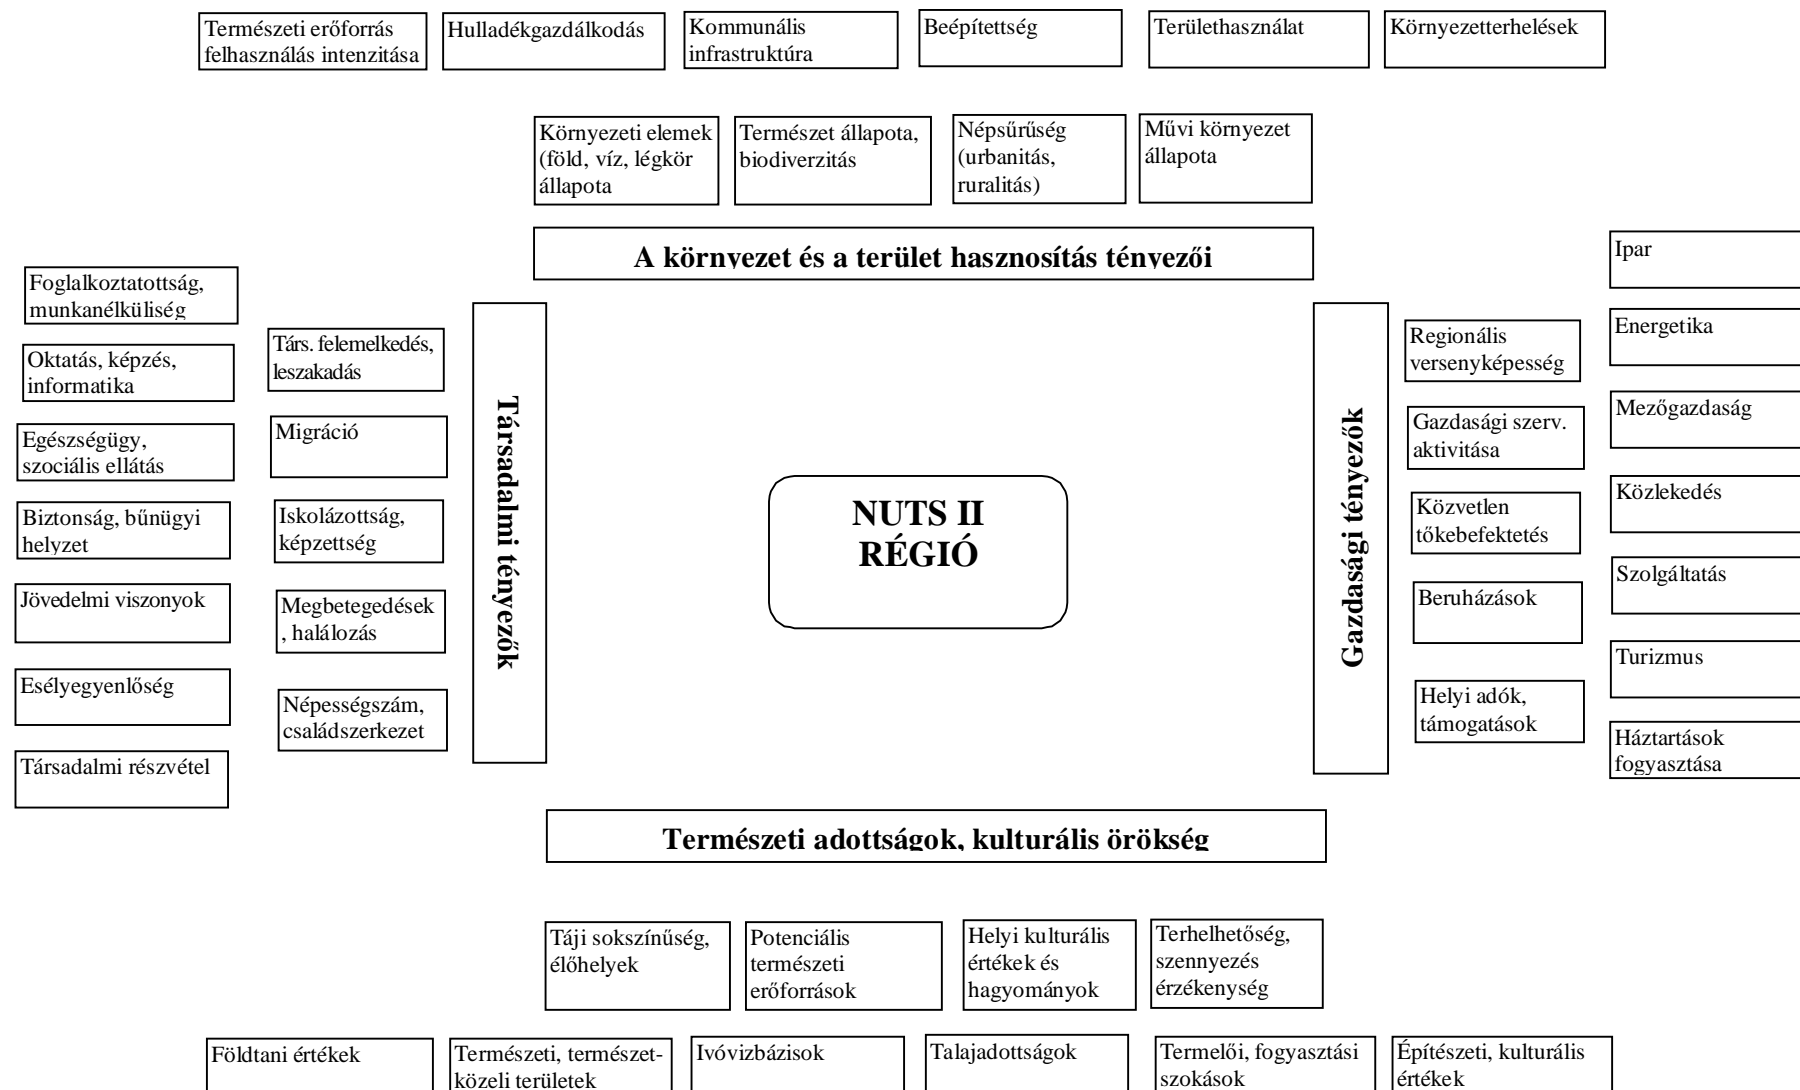 Természeti erőforrás
felhasználás intenzitása
Hulladékgazdálkodás
Kommunális
infrastruktúra
Beépítettség
Területhasználat
Környezetterhelések
Környezeti elemek
(föld, víz, légkör
állapota
Természet állapota,
biodiverzitás
Népsűrűség
(urbanitás,
ruralitás)
Művi környezet
állapota
A környezet és a terület hasznosítás tényezői
Foglalkoztatottság,
munkanélküliség
Oktatás, képzés,
informatika
Egészségügy,
szociális ellátás
Biztonság, bűnügyi
helyzet
Jövedelmi viszonyok
Esélyegyenlőség
Társadalmi részvétel
Társ. felemelkedés,
leszakadás
Migráció
Iskolázottság,
képzettség
Megbetegedések
, halálozás
Népességszám,
családszerkezet
Társadalmi tényezők
NUTS II
RÉGIÓ
Gazdasági tényezők
Regionális
versenyképesség
Gazdasági szerv.
aktivitása
Közvetlen
tőkebefektetés
Beruházások
Helyi adók,
támogatások
Ipar
Energetika
Mezőgazdaság
Közlekedés
Szolgáltatás
Turizmus
Háztartások
fogyasztása
Természeti adottságok, kulturális örökség
Táji sokszínűség,
élőhelyek
Potenciális
természeti
erőforrások
Helyi kulturális
értékek és
hagyományok
Terhelhetőség,
szennyezés
érzékenység
Földtani értékek
Természeti, természet-
közeli területek
Ivóvizbázisok
Talajadottságok
Termelői, fogyasztási
szokások
Építészeti, kulturális
értékek